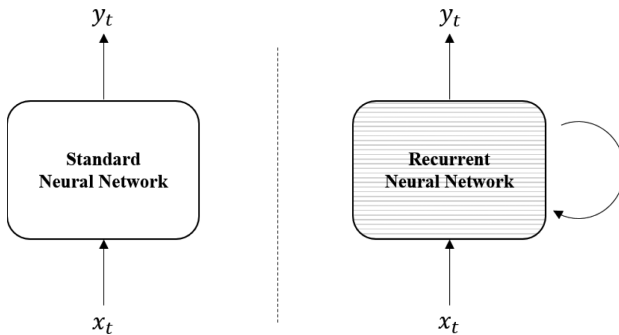 y_t
y_t
Standard
Neural Network
Recurrent
Neural Network
x_t
x_t